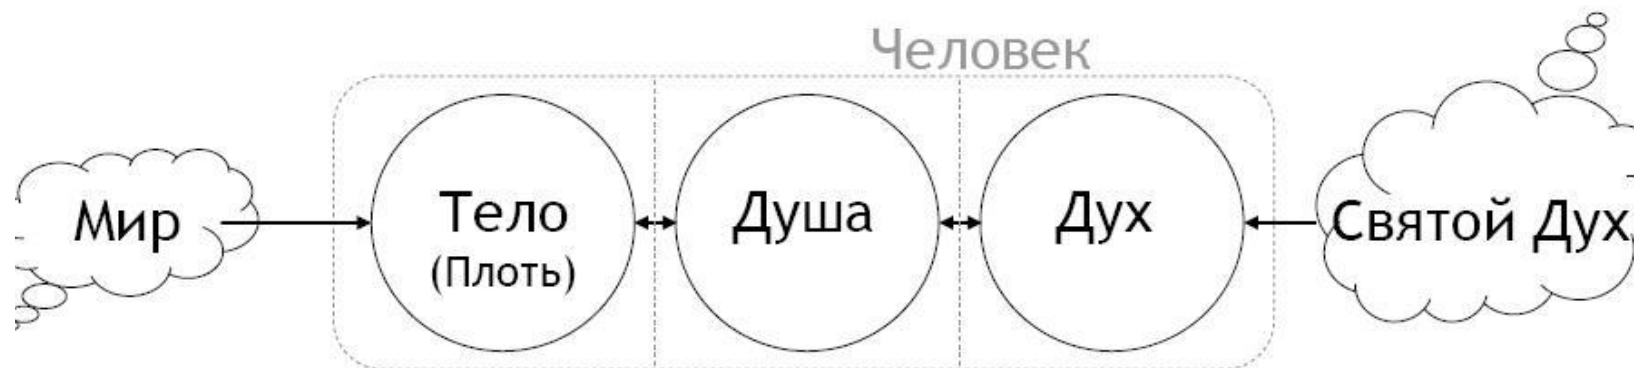 Человек
Мир
Тело
(Плоть)
Душа
Дух
Святой Дух